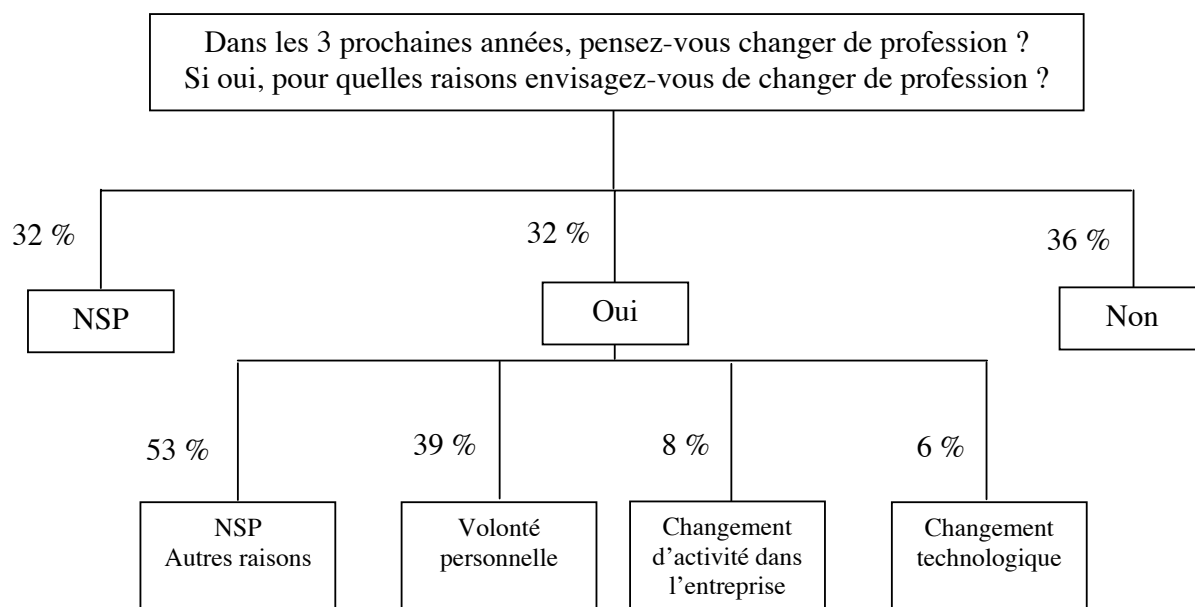 Dans les 3 prochaines années, pensez-vous changer de profession ?
Si oui, pour quelles raisons envisagez-vous de changer de profession ?
32 %
32 %
36 %
NSP
Oui
Non
53 %
39 %
8 %
6 %
NSP
Autres raisons
Volonté
personnelle
Changement
d’activité dans
l’entreprise
Changement
technologique